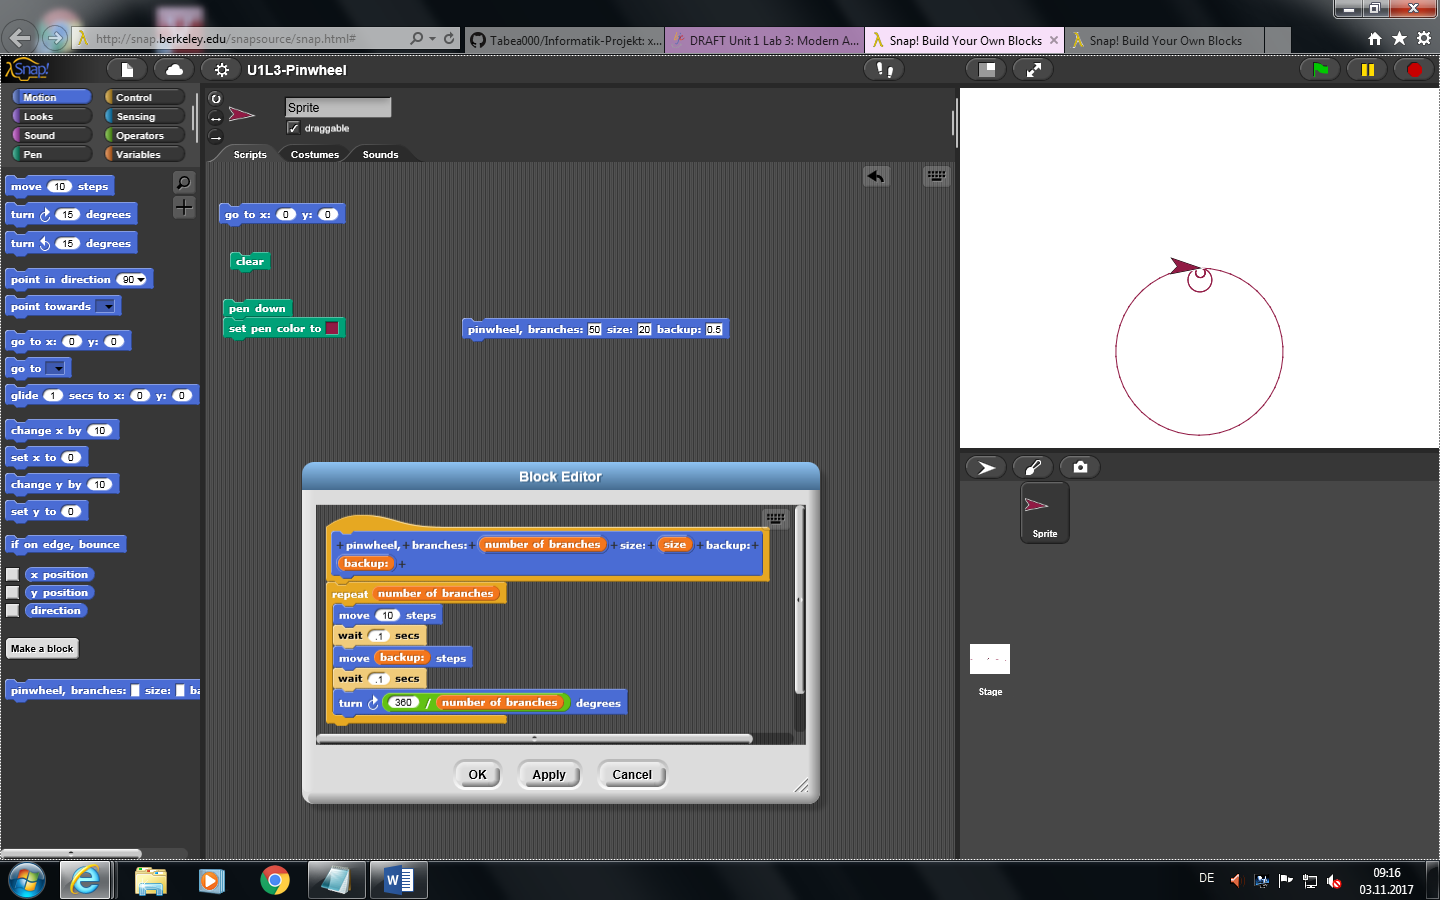 http://snap.berkeley.edu/snapsource/snap.html#
Tabea000/Informatik-Projekt: x...
DRAFT Unit 1 Lab 3: Modern A...
Snap! Build Your Own Blocks
Snap! Build Your Own Blocks
Snap!
U1L3-Pinwheel
Motion
Control
Looks
Sensing
Sound
Operators
Pen
Variables
Sprite
draggable
Scripts
Costumes
Sounds
move 10 steps
turn 15 degrees
turn 15 degrees
point in direction 90
point towards
go to x: 0 y: 0
go to
glide 1 secs to x: 0 y: 0
change x by 10
set x to 0
change y by 10
set y to 0
if on edge, bounce
x position
y position
direction
Make a block
pinwheel, branches: size: ba
go to x: 0 y: 0
clear
pen down
set pen color to
pinwheel, branches: 50 size: 20 backup: 0.5
Block Editor
+ pinwheel, + branches: + number of branches + size: + size + backup: +
backup: +
repeat number of branches
move 10 steps
wait .1 secs
move backup: steps
wait .1 secs
turn 360 / number of branches degrees
OK
Apply
Cancel
Sprite
Stage
W
DE
09:16
03.11.2017